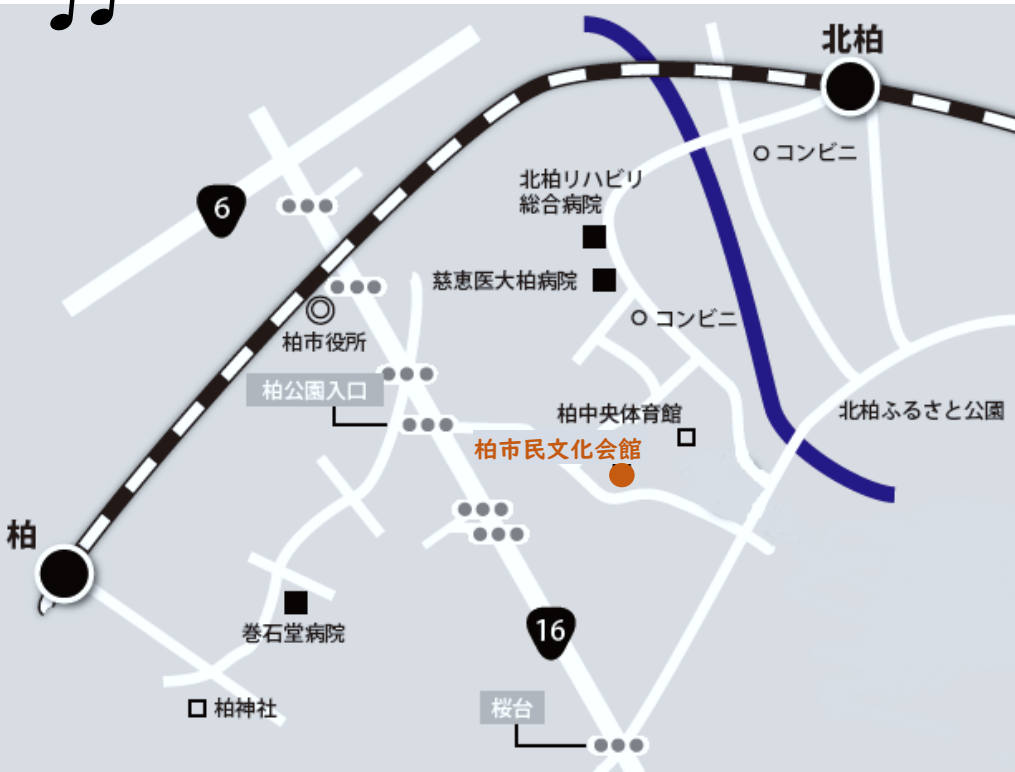 北柏
コンビニ
北柏リハビリ
総合病院
6
慈恵医大柏病院
コンビニ
柏市役所
柏公園入口
柏中央体育館
北柏ふるさと公園
柏市民文化会館
柏
16
巻石堂病院
柏神社
桜台